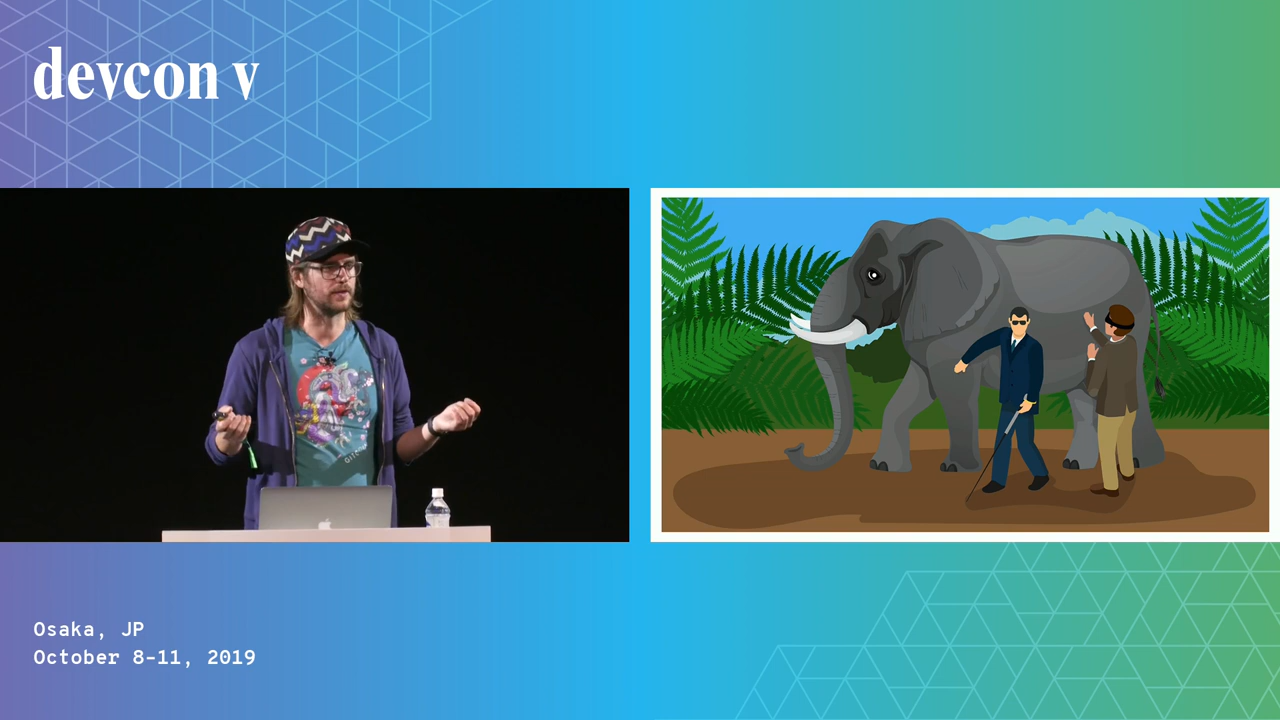 devcon v
Osaka, JP
October 8-11, 2019